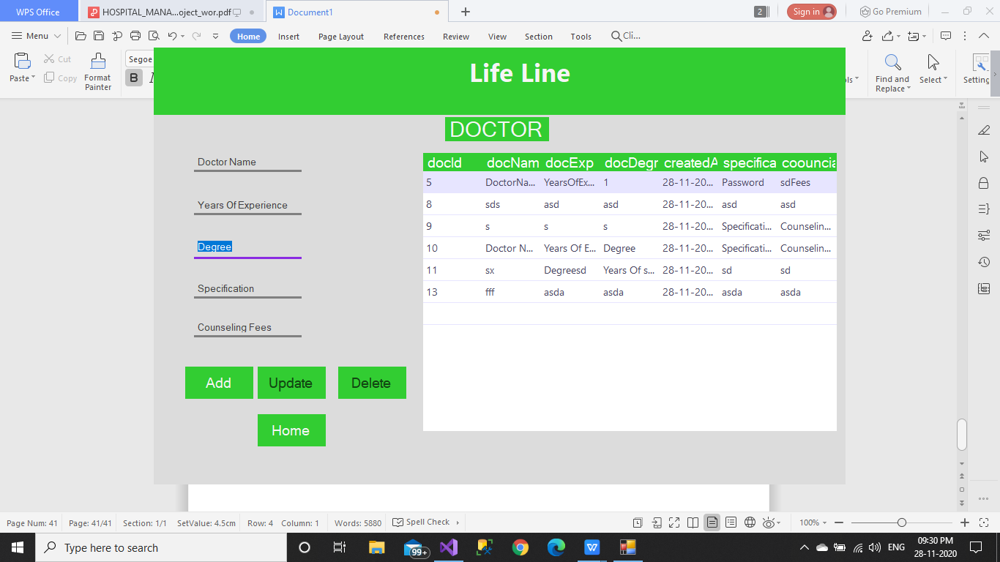 WPS Office HOSPITAL_MANA...oject_wor.pdf Document1 2 Sign in Go Premium
Menu Home Insert Page Layout References Review View Section Tools Cli...
Paste Cut Copy Format Painter Segoe B Find and Replace Select
Life Line
DOCTOR
Doctor Name
Years Of Experience
Degree
Specification
Counseling Fees
Add Update Delete
Home
docId docNam docExp docDegr createdA specifica coouncia
5 DoctorNa... YearsOfEx... 1 28-11-20... Password sdFees
8 sds asd asd 28-11-20... asd asd
9 s s s 28-11-20... Specificati... Counselin...
10 Doctor N... Years Of E... Degree 28-11-20... Specificati... Counselin...
11 sx Degreesd Years Of s... 28-11-20... sd sd
13 fff asda asda 28-11-20... asda asda
Page Num: 41 Page: 41/41 Section: 1/1 SetValue: 4.5cm Row: 4 Column: 1 Words: 5880 Spell Check 100%
Type here to search 99+ ENG 09:30 PM
28-11-2020